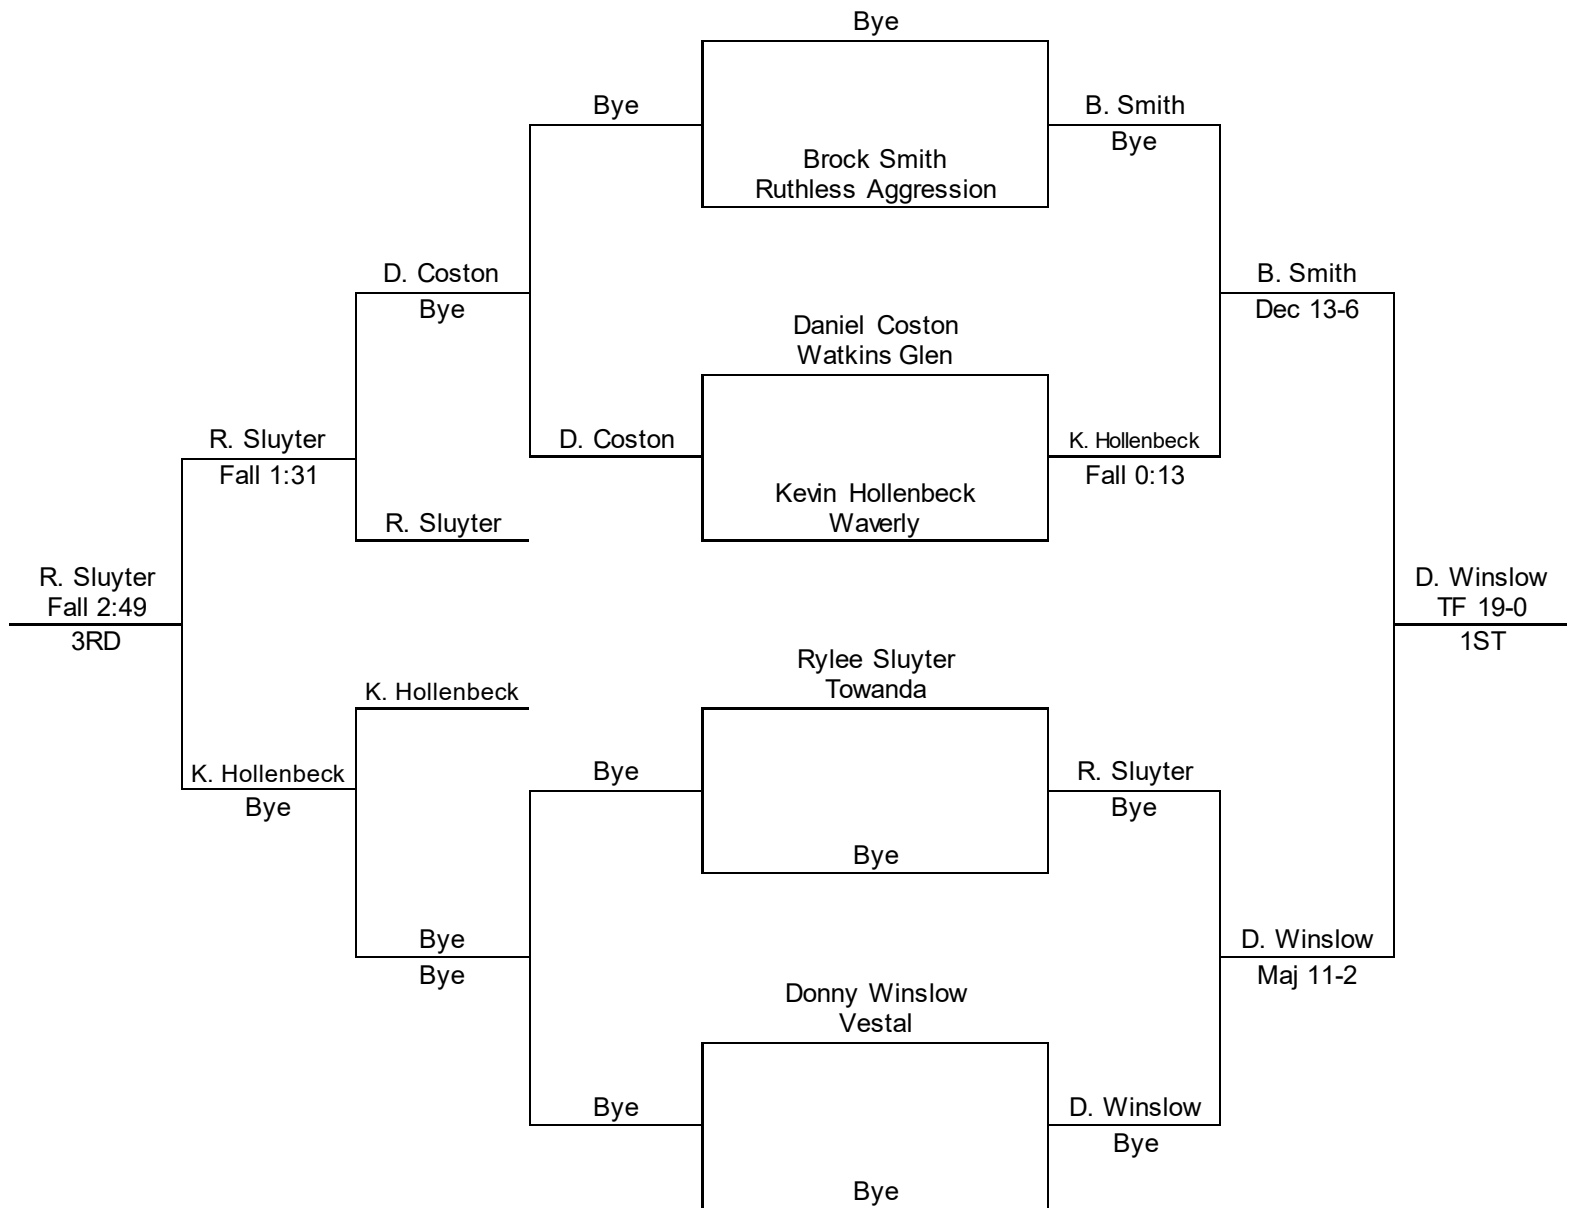 Bye
Bye
B. Smith
Bye
Brock Smith
Ruthless Aggression
D. Coston
Bye
B. Smith
Dec 13-6
Daniel Coston
Watkins Glen
R. Sluyter
Fall 1:31
D. Coston
K. Hollenbeck
Fall 0:13
Kevin Hollenbeck
Waverly
R. Sluyter
R. Sluyter
Fall 2:49
3RD
D. Winslow
TF 19-0
1ST
Rylee Sluyter
Towanda
K. Hollenbeck
K. Hollenbeck
Bye
Bye
R. Sluyter
Bye
Bye
Bye
Bye
D. Winslow
Maj 11-2
Donny Winslow
Vestal
Bye
D. Winslow
Bye
Bye